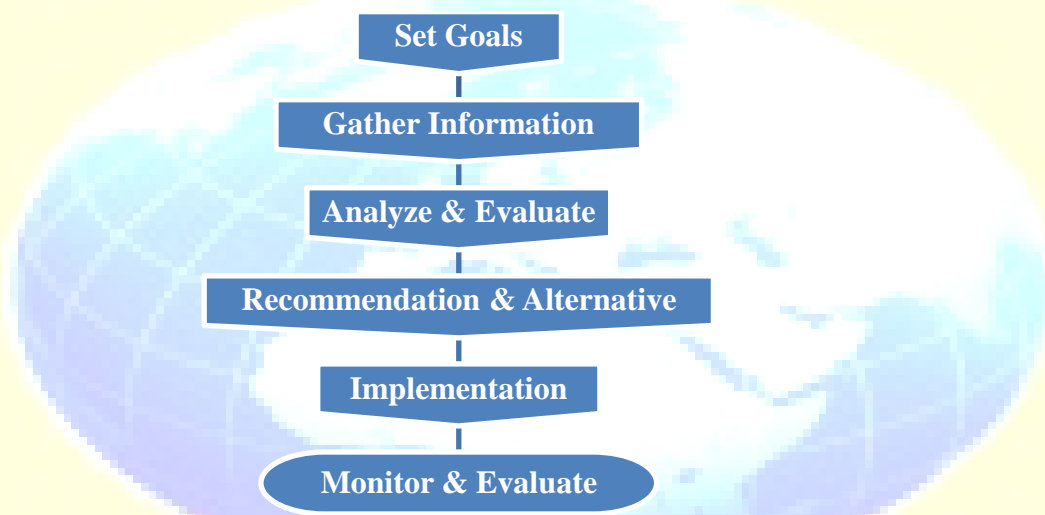 Set Goals
Gather Information
Analyze & Evaluate
Recommendation & Alternative
Implementation
Monitor & Evaluate